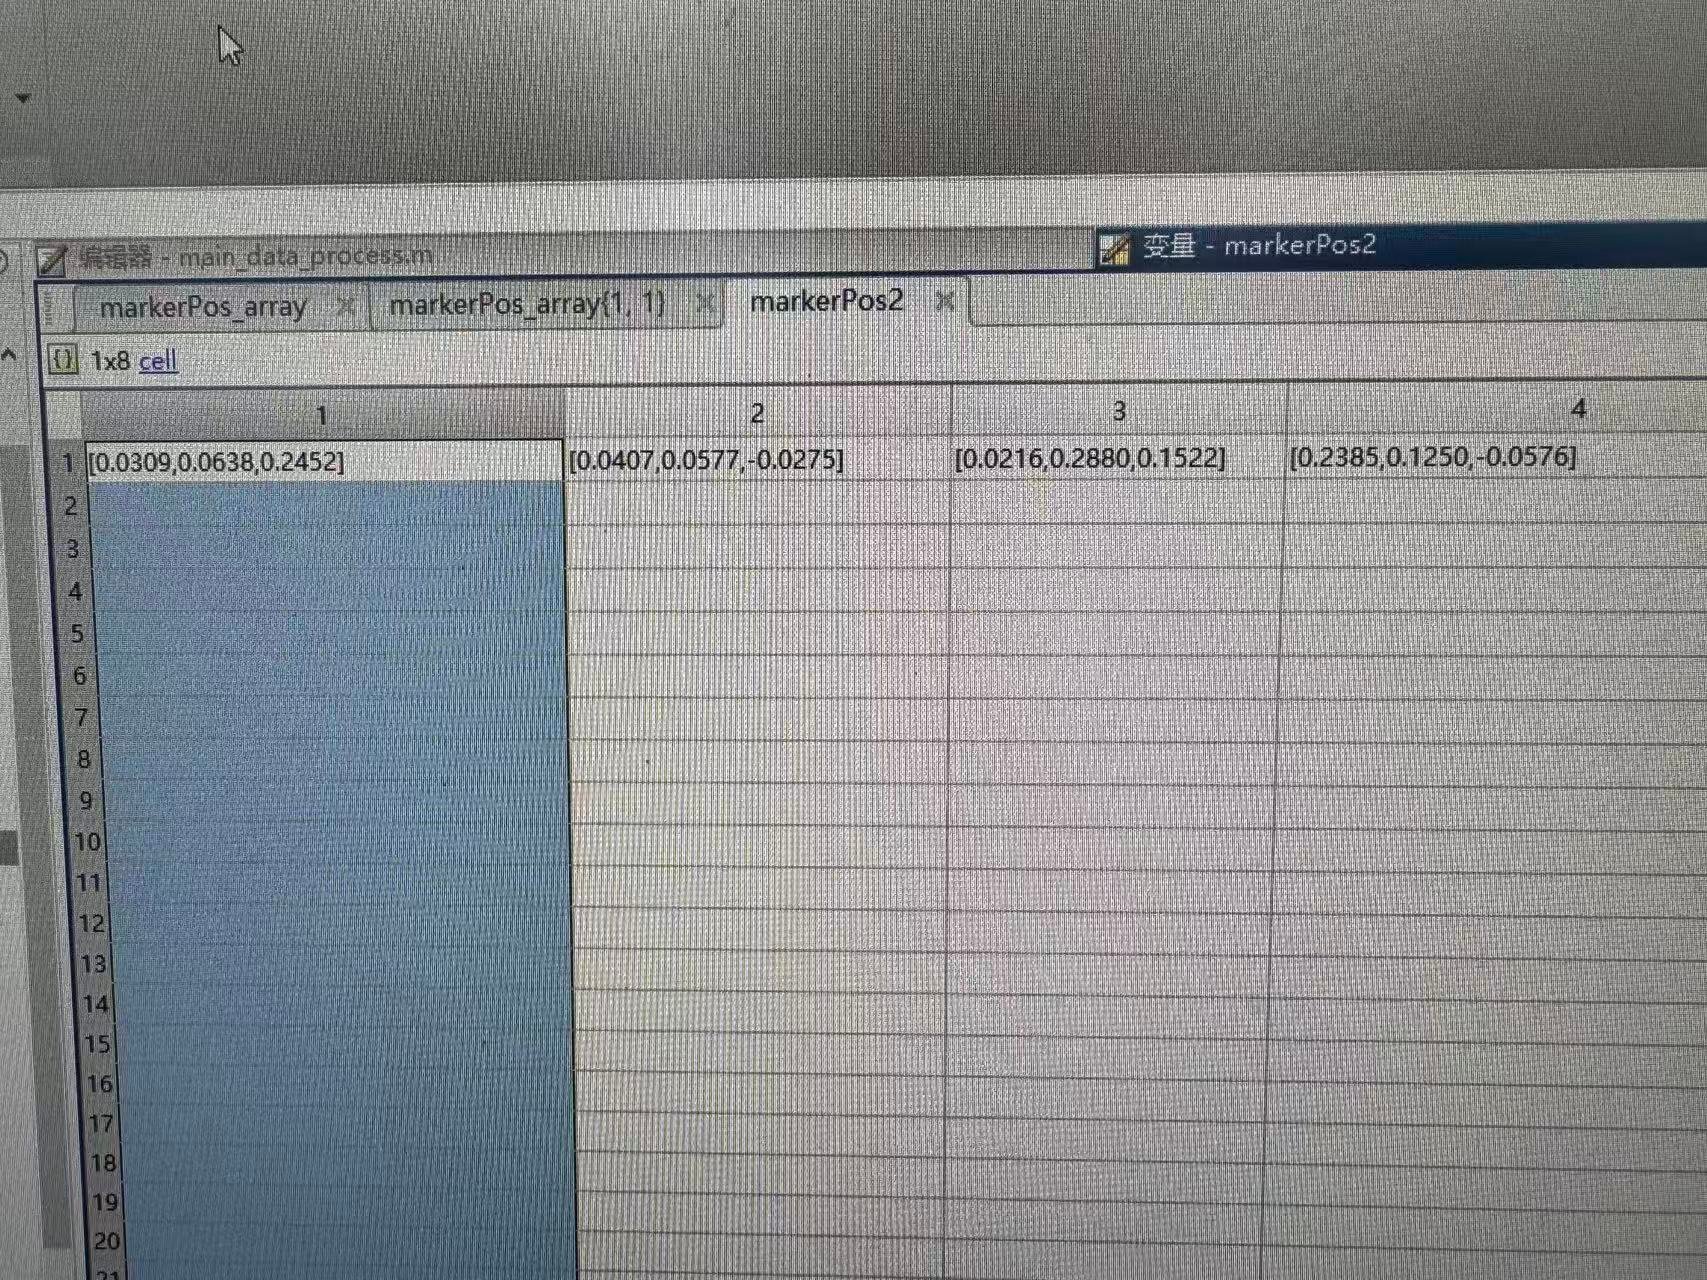 编辑器 - main_data_process.m
变量 - markerPos2
markerPos_array
markerPos_array{1, 1}
markerPos2
1x8 cell
1 2 3 4
1 [0.0309,0.0638,0.2452] [0.0407,0.0577,-0.0275] [0.0216,0.2880,0.1522] [0.2385,0.1250,-0.0576]
2
3
4
5
6
7
8
9
10
11
12
13
14
15
16
17
18
19
20
21